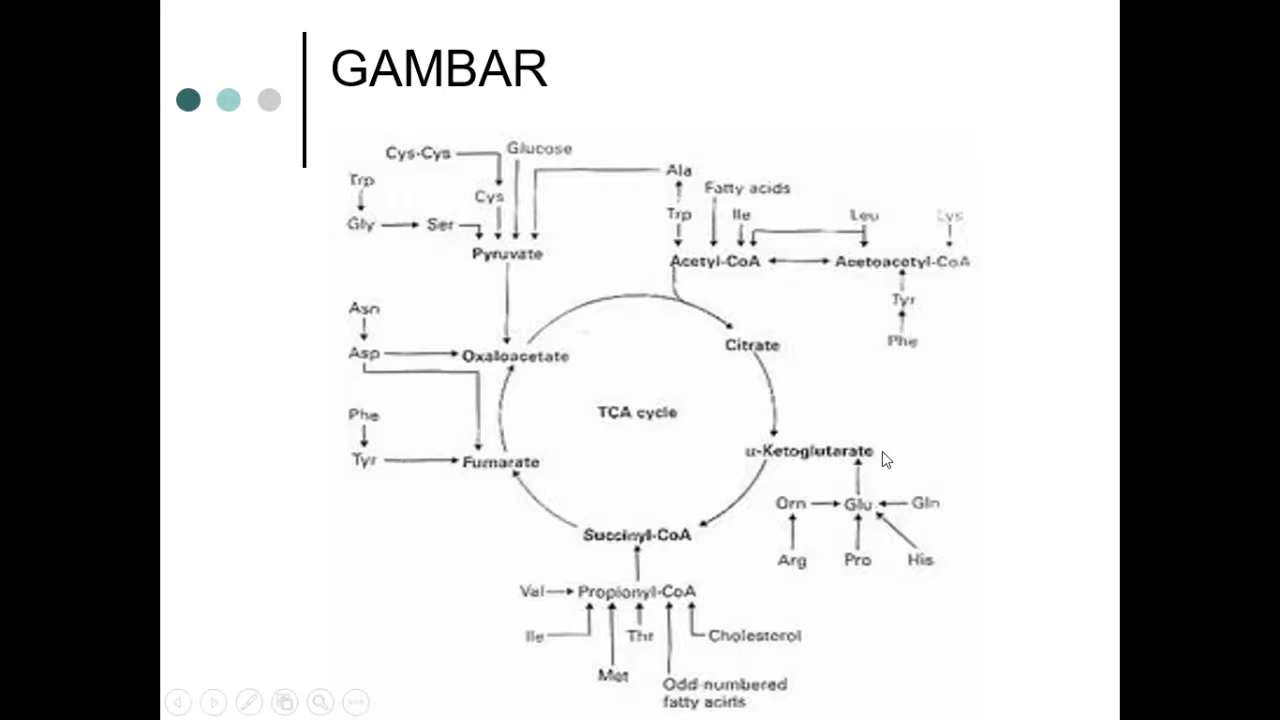 GAMBAR
Cys-Cys
Glucose
Ala
Trp
Cys
Fatty acids
Gly
Ser
Trp
Ile
Leu
Lys
Pyruvate
Acetyl-CoA
Acetoacetyl-CoA
Tyr
Phe
Asn
Asp
Oxaloacetate
Citrate
TCA cycle
Phe
Tyr
Fumarate
α-Ketoglutarate
Orn
Glu
Gln
Arg
Pro
His
Succinyl-CoA
Val
Propionyl-CoA
Ile
Thr
Cholesterol
Met
Odd-numbered
fatty acids